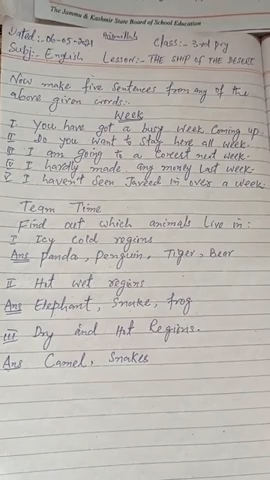 The Jammu & Kashmir State Board of School Education
Dated:- 06-05-2021 Bismillah Class:- 3rd pry
Subj:- English Lesson:- THE SHIP OF THE DESERT
Now make five sentences from any of the
above given words:-
Week
I You have got a busy week coming up.
II Do you want to stay here all week.
III I am going to a Corcest next week.
IV I hardly made any money last week.
V I haven't seen Javeed in over a week.
Team Time
Find out which animals live in:
I Icy cold regions
Ans Panda, Penguin, Tiger, Bear
II Hot wet regions
Ans Elephant, Snake, frog
III Dry and Hot Regions.
Ans Camel, Snakes